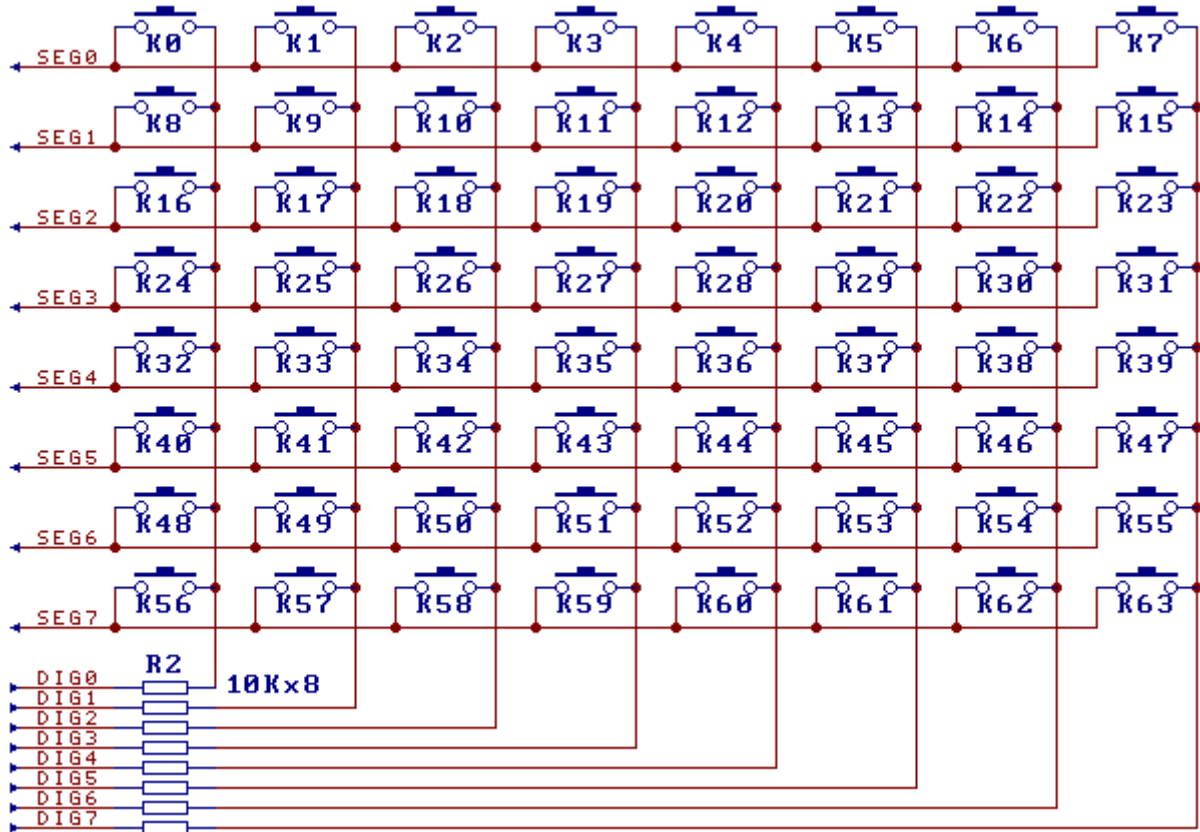 K0 K1 K2 K3 K4 K5 K6 K7
SEG0
K8 K9 K10 K11 K12 K13 K14 K15
SEG1
K16 K17 K18 K19 K20 K21 K22 K23
SEG2
K24 K25 K26 K27 K28 K29 K30 K31
SEG3
K32 K33 K34 K35 K36 K37 K38 K39
SEG4
K40 K41 K42 K43 K44 K45 K46 K47
SEG5
K48 K49 K50 K51 K52 K53 K54 K55
SEG6
K56 K57 K58 K59 K60 K61 K62 K63
SEG7
R2
DIG0 10Kx8
DIG1
DIG2
DIG3
DIG4
DIG5
DIG6
DIG7